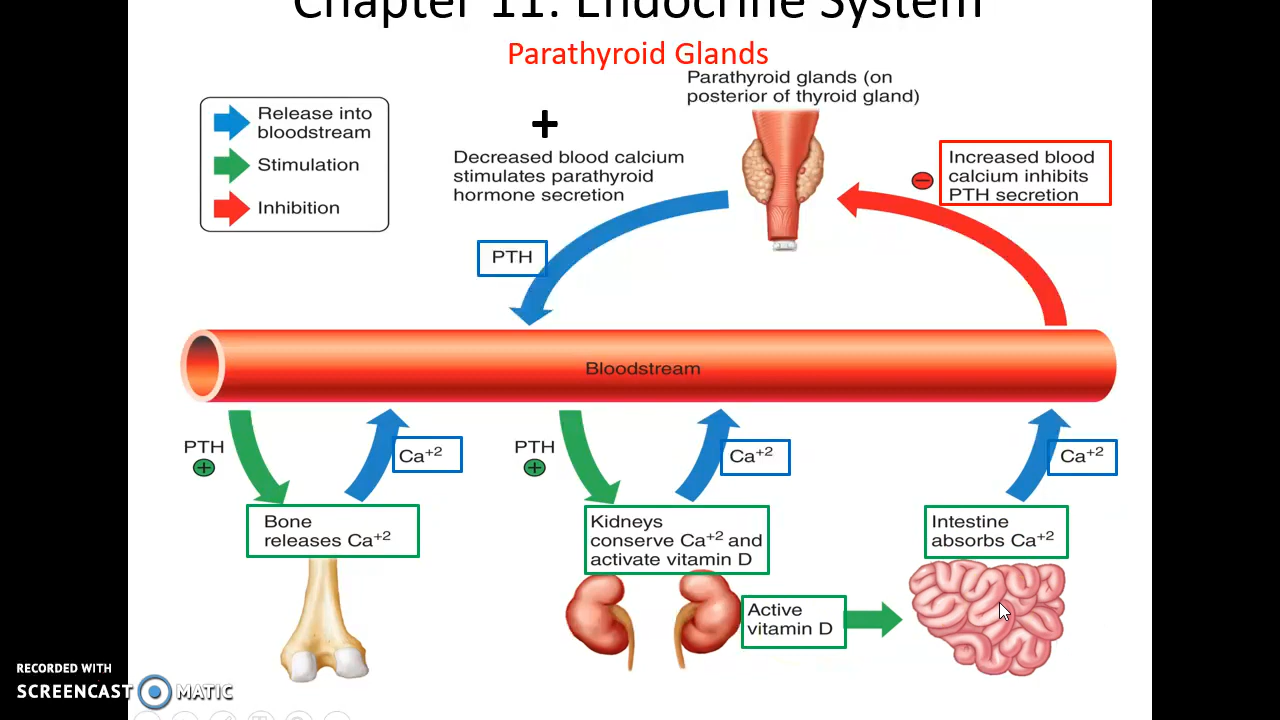 Chapter 11: Endocrine System
Parathyroid Glands
Parathyroid glands (on
posterior of thyroid gland)
Release into
bloodstream
Stimulation
Inhibition
+
Decreased blood calcium
stimulates parathyroid
hormone secretion
Increased blood
calcium inhibits
PTH secretion
PTH
Bloodstream
PTH
+
Ca+2
PTH
+
Ca+2
Ca+2
Bone
releases Ca+2
Kidneys
conserve Ca+2 and
activate vitamin D
Intestine
absorbs Ca+2
Active
vitamin D
RECORDED WITH
SCREENCAST MATIC